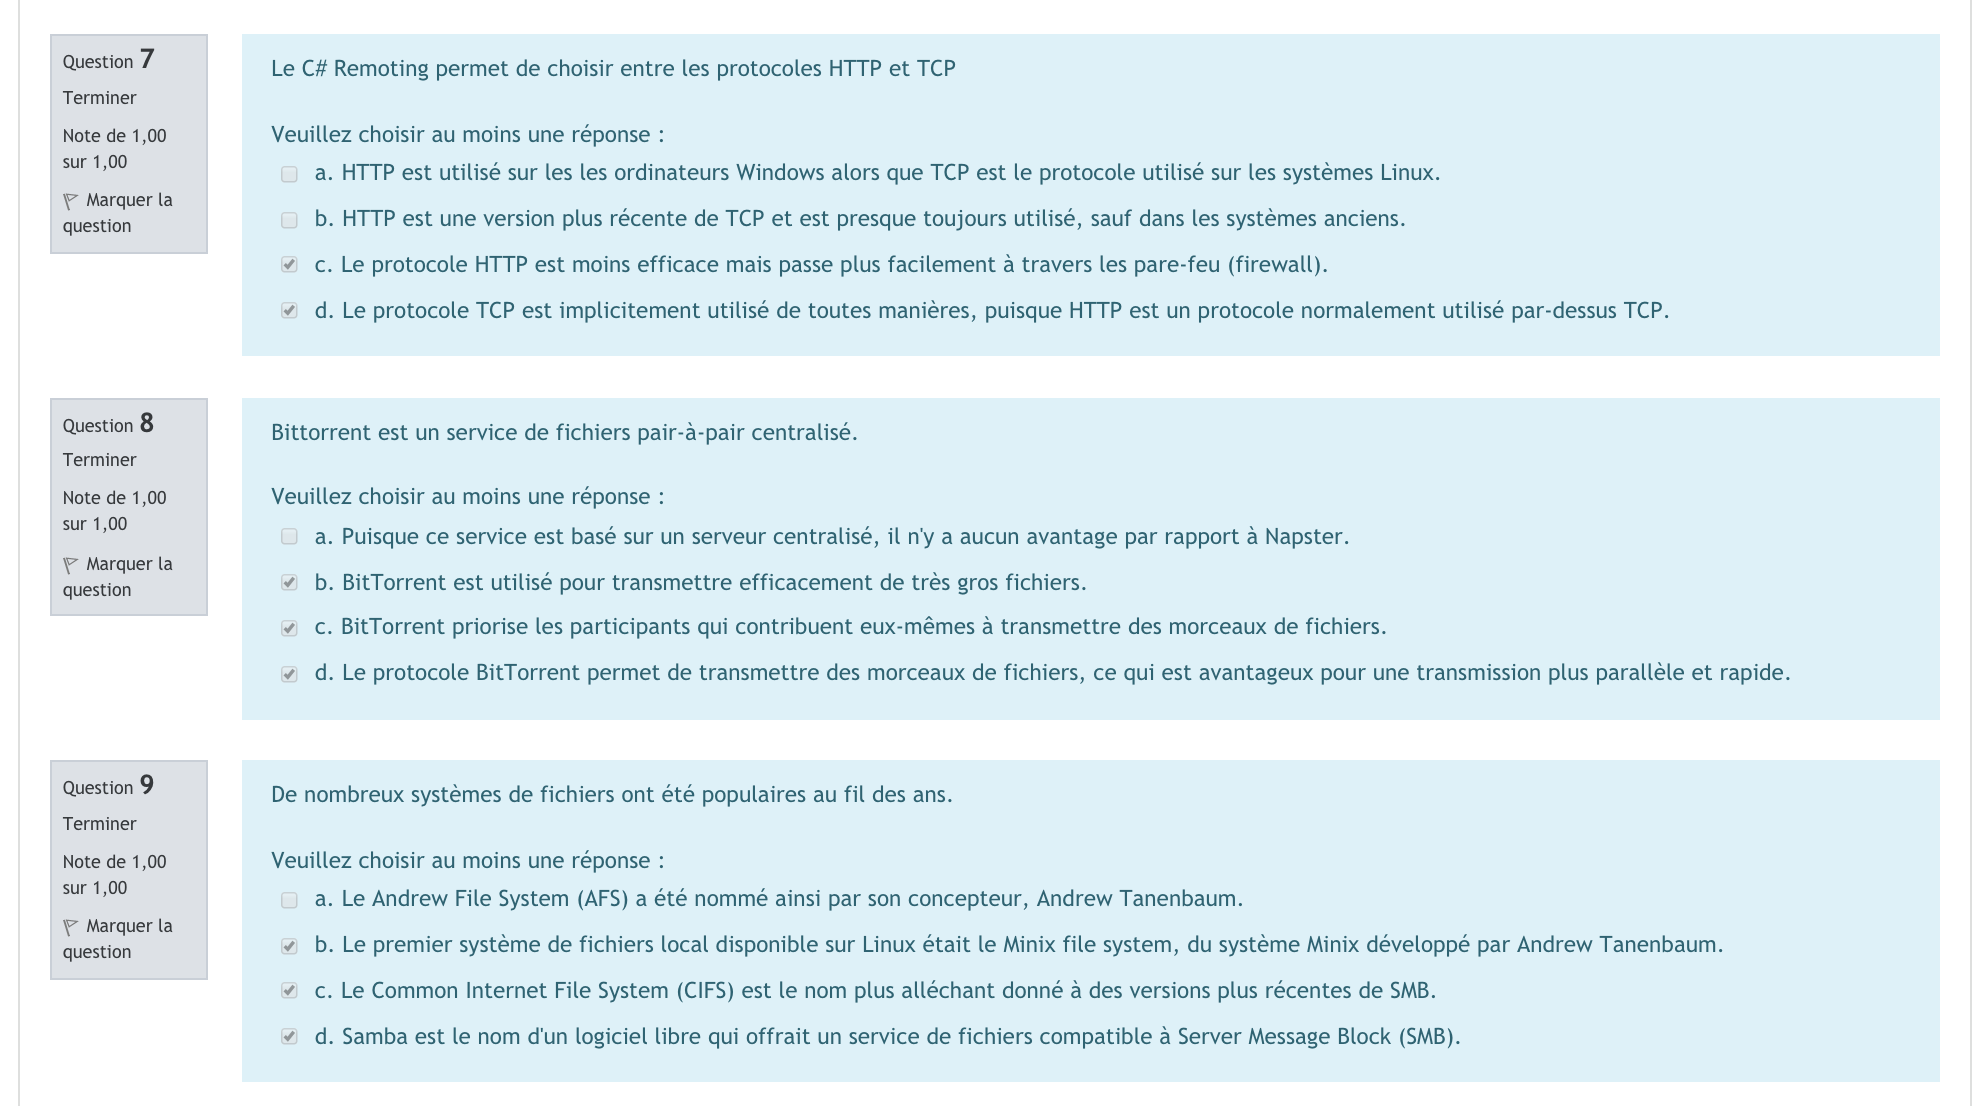 Question 7
Terminer
Note de 1,00
sur 1,00
Marquer la
question
Le C# Remoting permet de choisir entre les protocoles HTTP et TCP
Veuillez choisir au moins une réponse :
a. HTTP est utilisé sur les les ordinateurs Windows alors que TCP est le protocole utilisé sur les systèmes Linux.
b. HTTP est une version plus récente de TCP et est presque toujours utilisé, sauf dans les systèmes anciens.
c. Le protocole HTTP est moins efficace mais passe plus facilement à travers les pare-feu (firewall).
d. Le protocole TCP est implicitement utilisé de toutes manières, puisque HTTP est un protocole normalement utilisé par-dessus TCP.
Question 8
Terminer
Note de 1,00
sur 1,00
Marquer la
question
Bittorrent est un service de fichiers pair-à-pair centralisé.
Veuillez choisir au moins une réponse :
a. Puisque ce service est basé sur un serveur centralisé, il n'y a aucun avantage par rapport à Napster.
b. BitTorrent est utilisé pour transmettre efficacement de très gros fichiers.
c. BitTorrent priorise les participants qui contribuent eux-mêmes à transmettre des morceaux de fichiers.
d. Le protocole BitTorrent permet de transmettre des morceaux de fichiers, ce qui est avantageux pour une transmission plus parallèle et rapide.
Question 9
Terminer
Note de 1,00
sur 1,00
Marquer la
question
De nombreux systèmes de fichiers ont été populaires au fil des ans.
Veuillez choisir au moins une réponse :
a. Le Andrew File System (AFS) a été nommé ainsi par son concepteur, Andrew Tanenbaum.
b. Le premier système de fichiers local disponible sur Linux était le Minix file system, du système Minix développé par Andrew Tanenbaum.
c. Le Common Internet File System (CIFS) est le nom plus alléchant donné à des versions plus récentes de SMB.
d. Samba est le nom d'un logiciel libre qui offrait un service de fichiers compatible à Server Message Block (SMB).